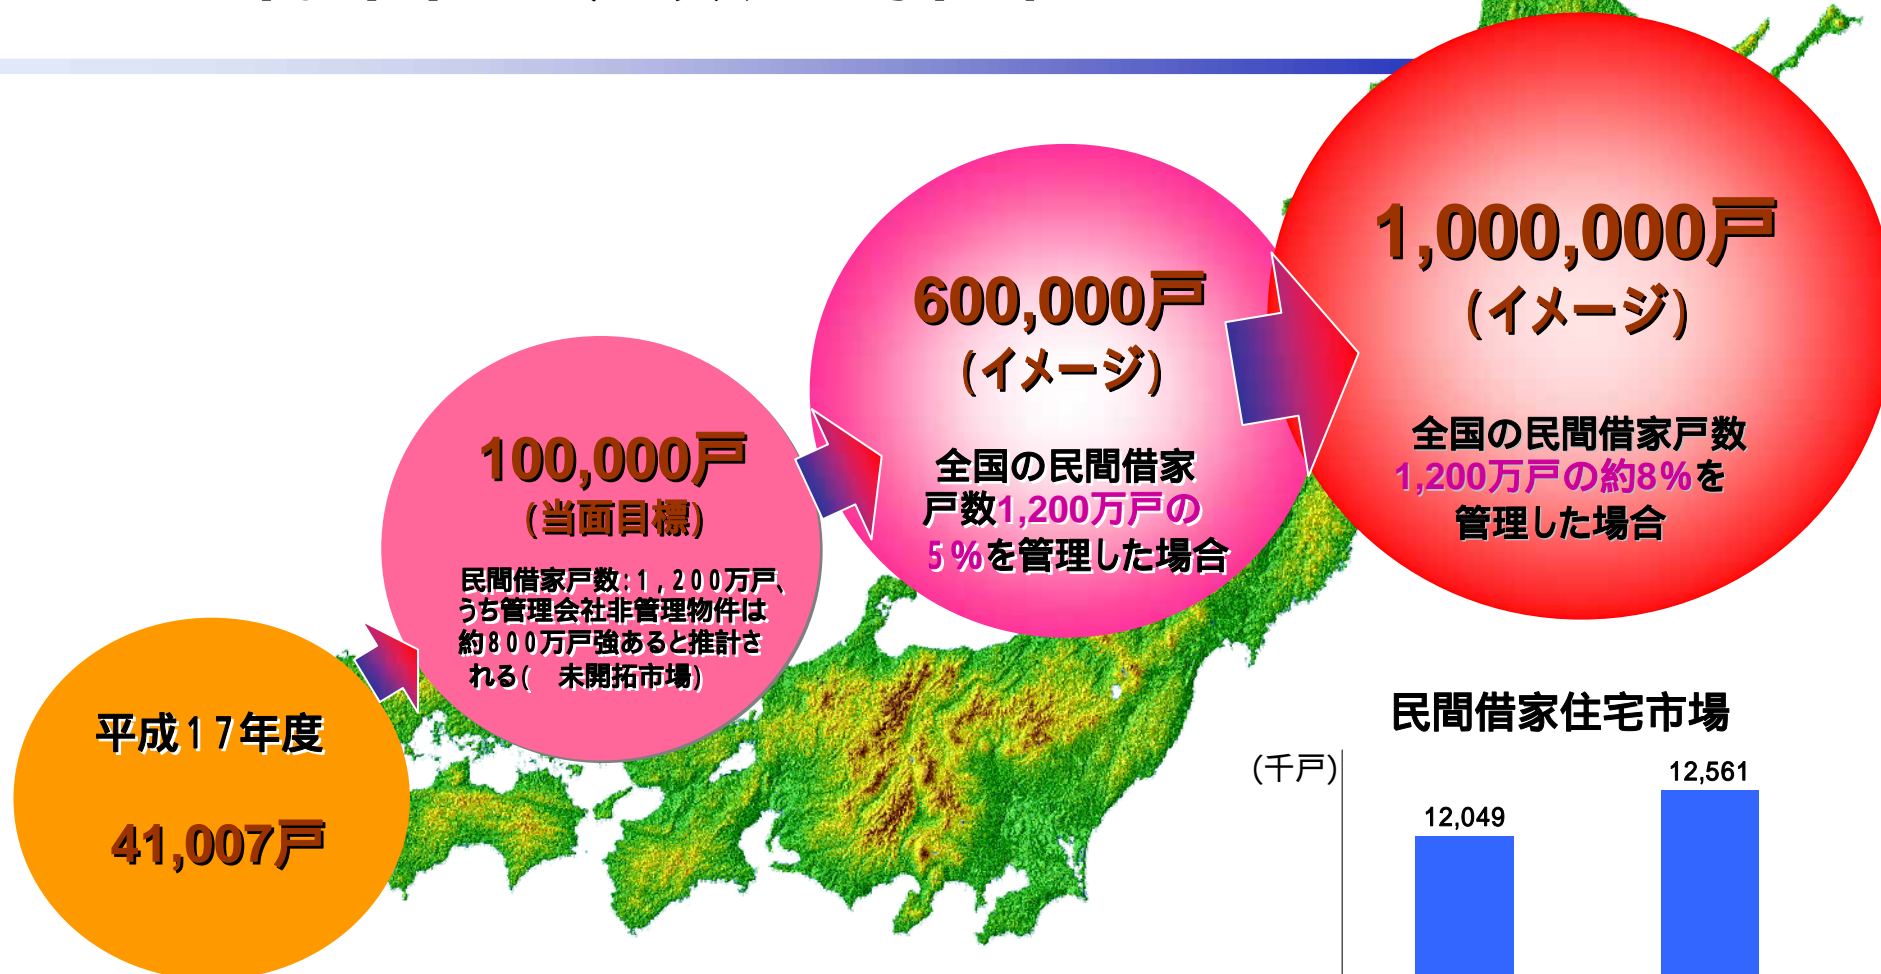 1,000,000戸
(イメージ)
全国の民間借家戸数
1,200万戸の約8%を
管理した場合
600,000戸
(イメージ)
全国の民間借家
戸数1,200万戸の
5%を管理した場合
100,000戸
(当面目標)
民間借家戸数:1,200万戸、
うち管理会社非管理物件は
約800万戸強あると推計さ
れる(　未開拓市場)
平成17年度
41,007戸
民間借家住宅市場
(千戸)
12,561
12,049